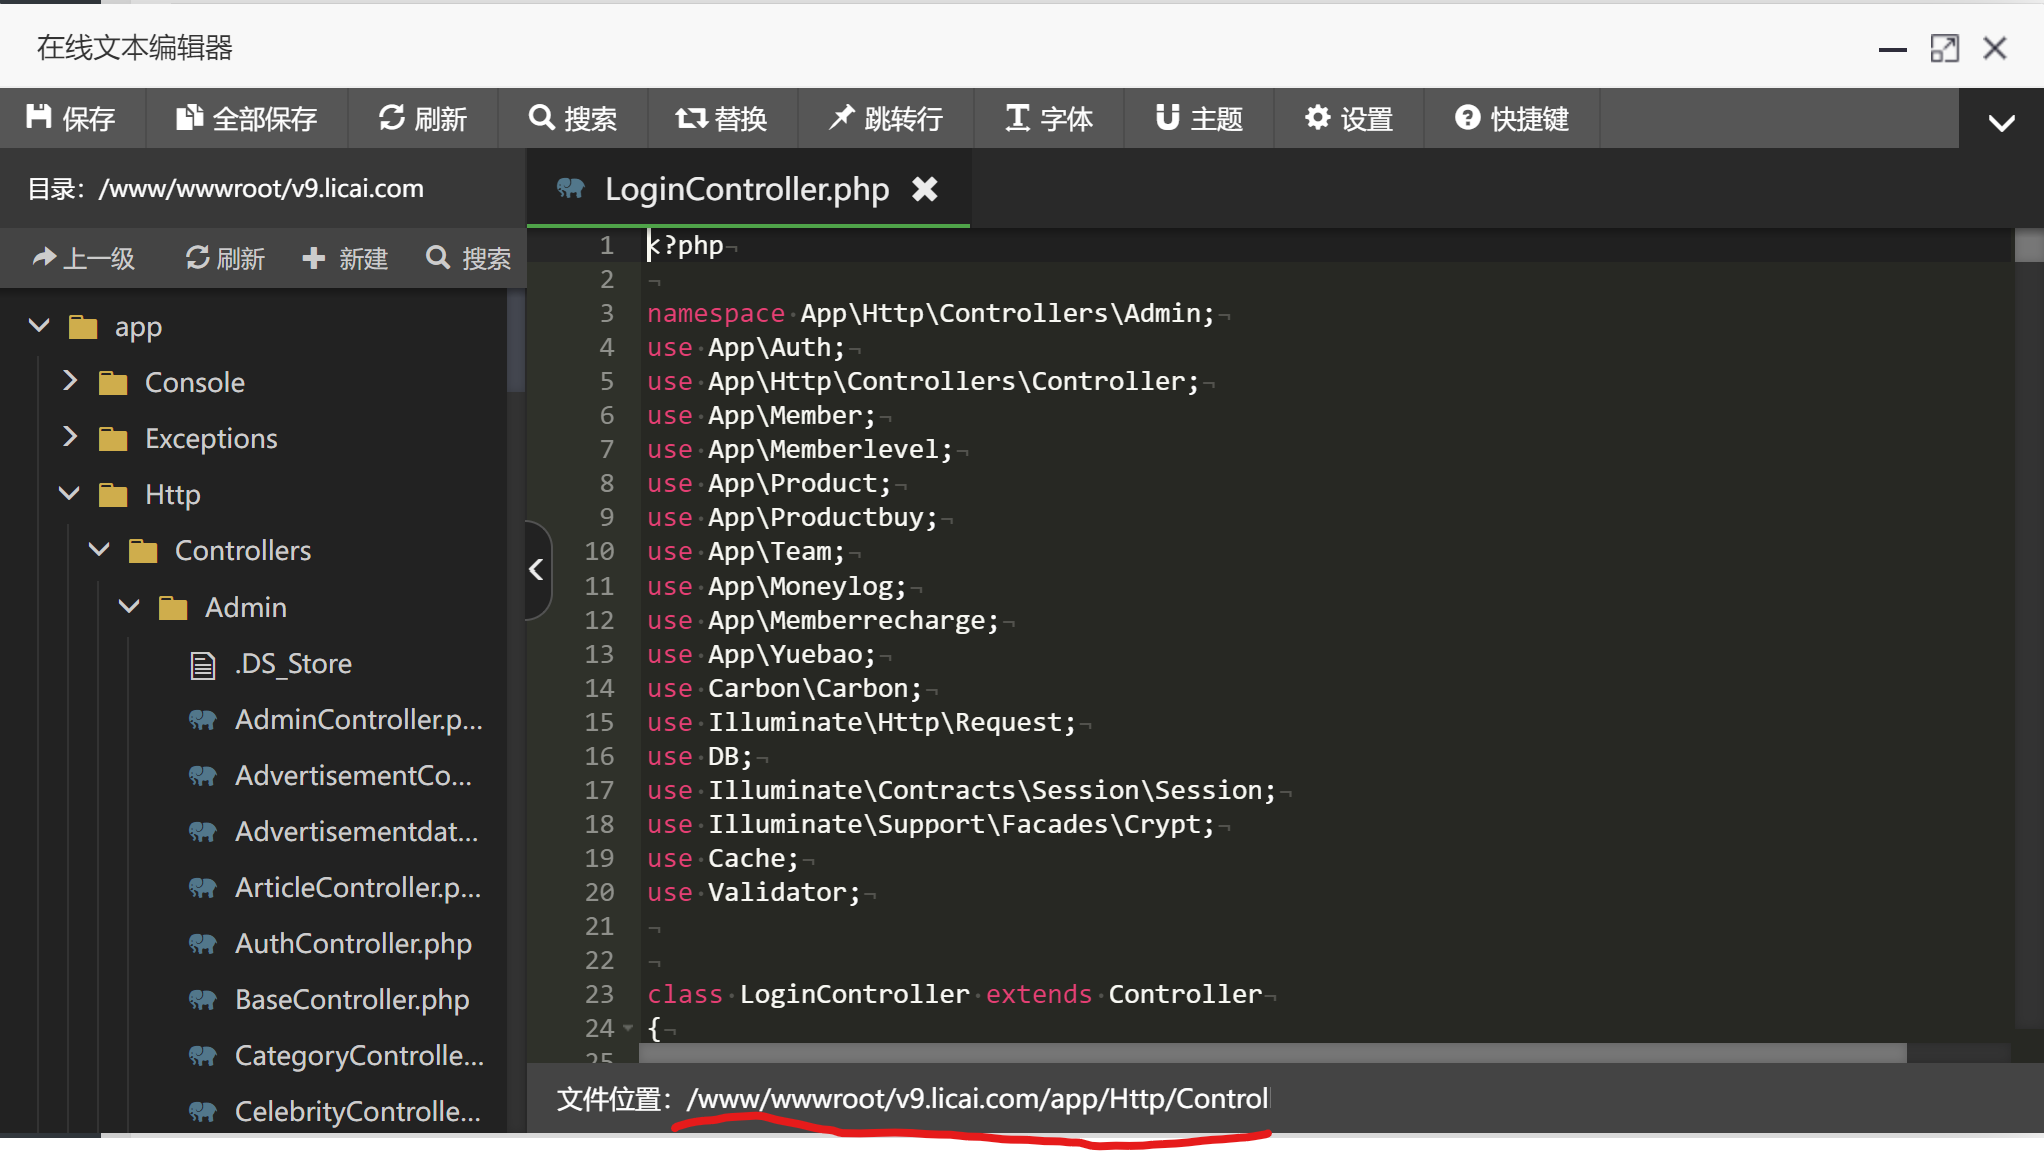 在线文本编辑器
保存 全部保存 刷新 搜索 替换 跳转行 字体 主题 设置 快捷键
目录：/www/wwwroot/v9.licai.com
上一级 刷新 新建 搜索
app
Console
Exceptions
Http
Controllers
Admin
.DS_Store
AdminController.p...
AdvertisementCo...
Advertisementdat...
ArticleController.p...
AuthController.php
BaseController.php
CategoryControlle...
CelebrityControlle...
LoginController.php
1 <?php
2
3 namespace App\Http\Controllers\Admin;
4 use App\Auth;
5 use App\Http\Controllers\Controller;
6 use App\Member;
7 use App\Memberlevel;
8 use App\Product;
9 use App\Productbuy;
10 use App\Team;
11 use App\Moneylog;
12 use App\Memberrecharge;
13 use App\Yuebao;
14 use Carbon\Carbon;
15 use Illuminate\Http\Request;
16 use DB;
17 use Illuminate\Contracts\Session\Session;
18 use Illuminate\Support\Facades\Crypt;
19 use Cache;
20 use Validator;
21
22
23 class LoginController extends Controller
24 {
25
文件位置：/www/wwwroot/v9.licai.com/app/Http/Control